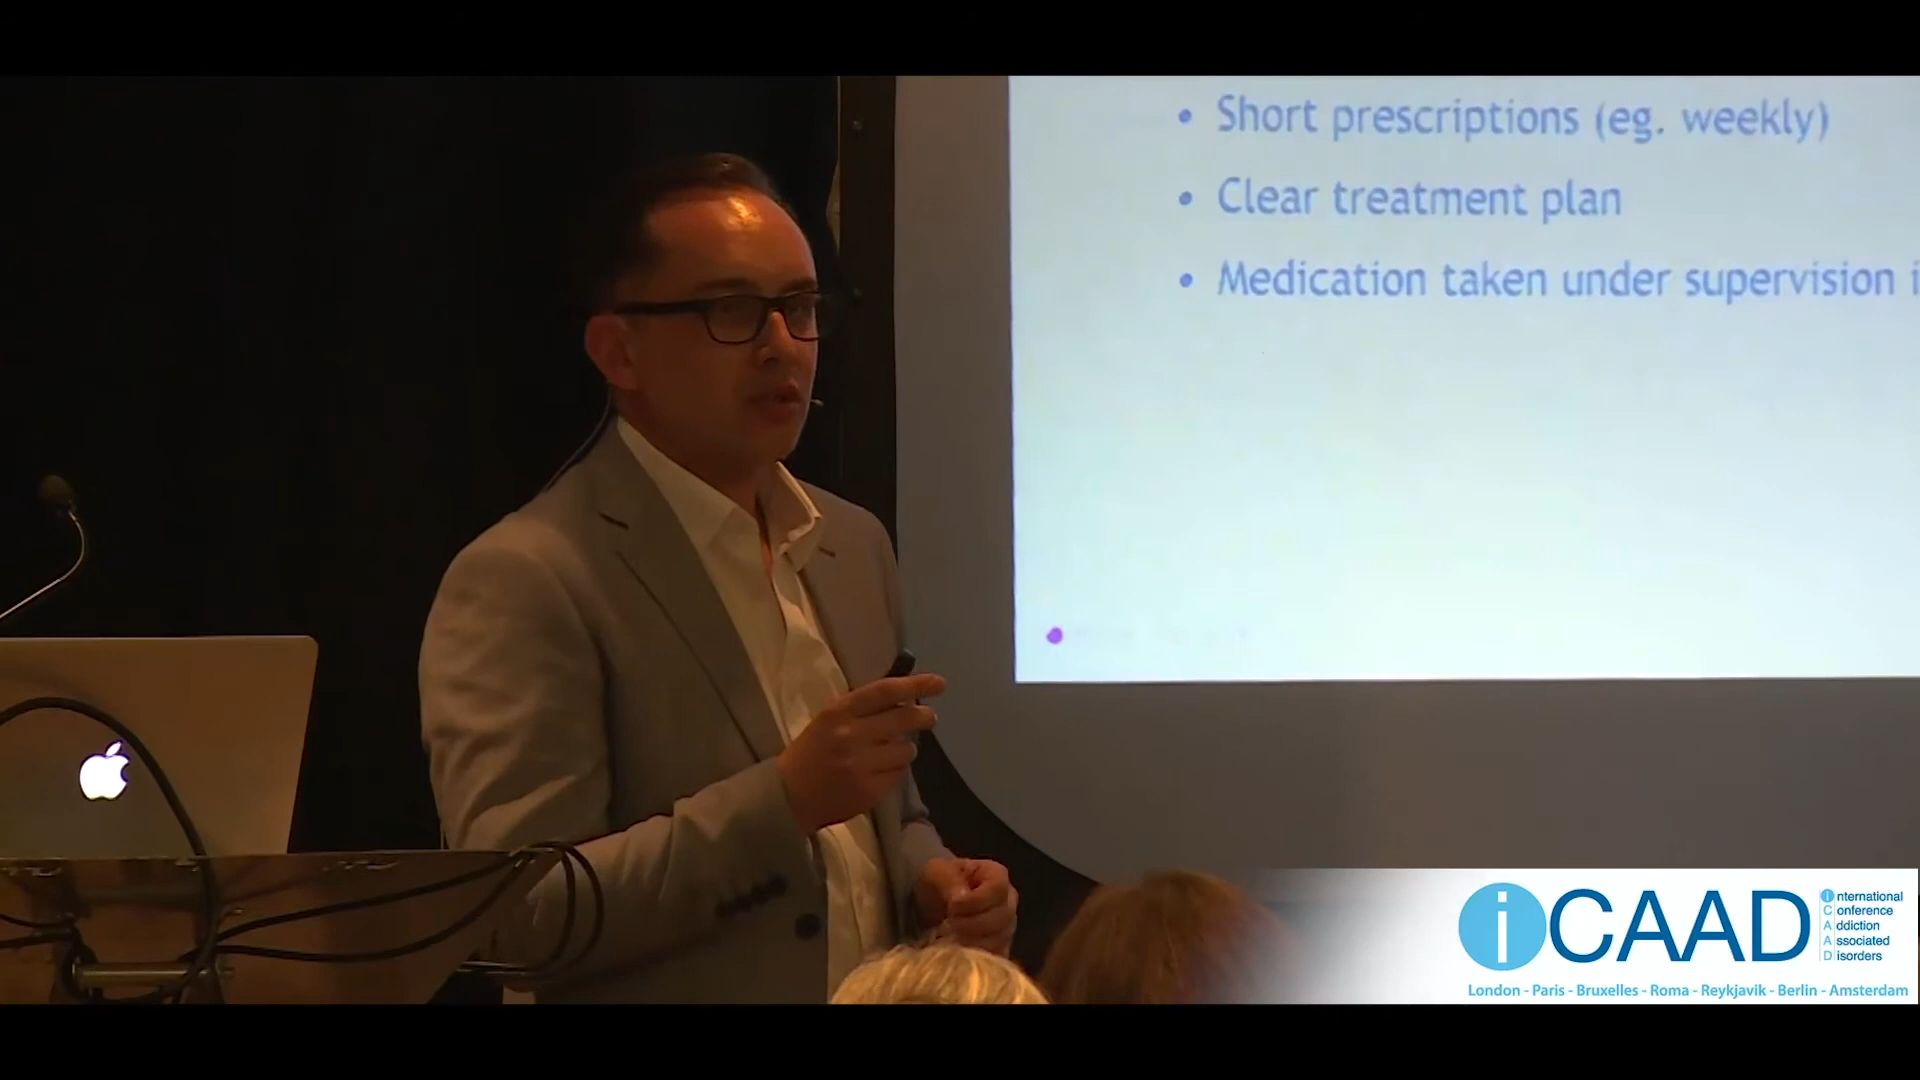 • Short prescriptions (eg. weekly)
• Clear treatment plan
• Medication taken under supervision i
iCAAD
international
Conference
Addiction
Associated
Disorders
London - Paris - Bruxelles - Roma - Reykjavik - Berlin - Amsterdam